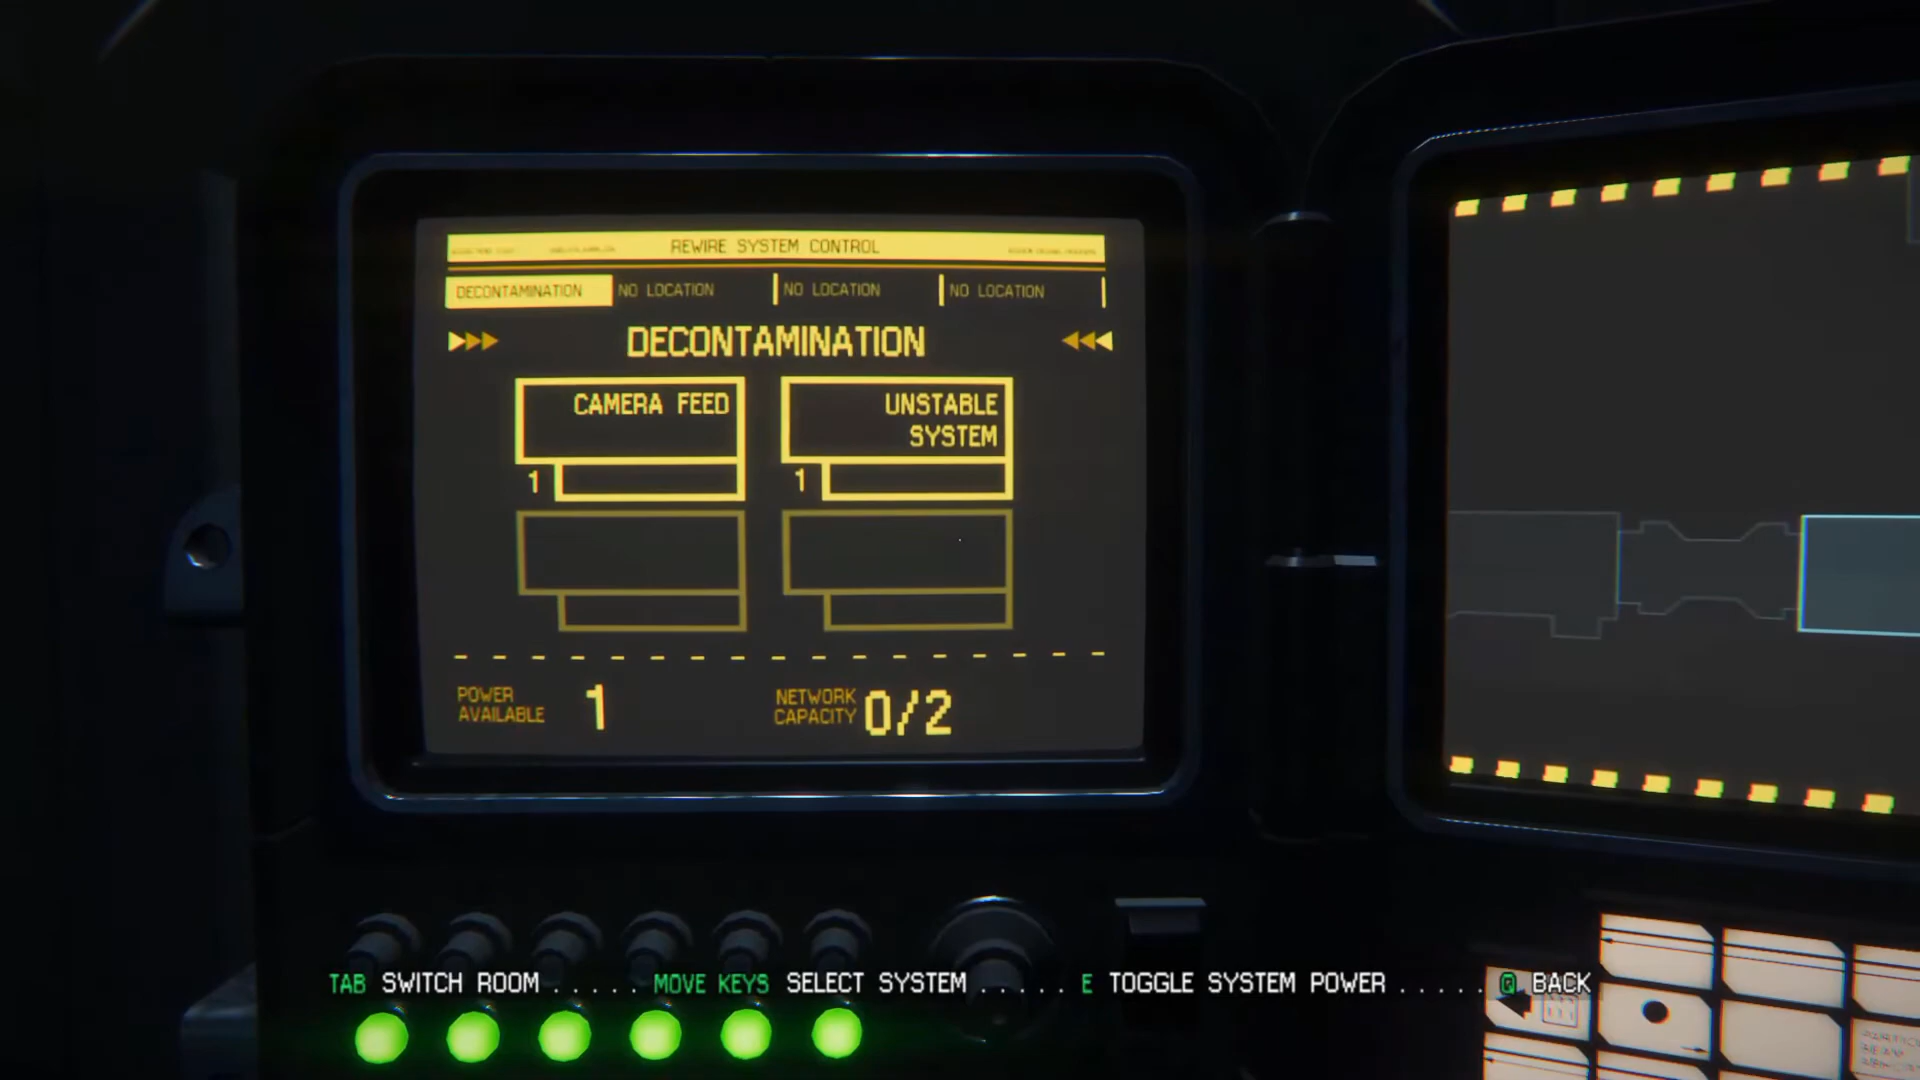 REWIRE SYSTEM CONTROL
DECONTAMINATION NO LOCATION NO LOCATION NO LOCATION
DECONTAMINATION
CAMERA FEED
1
UNSTABLE
SYSTEM
1
POWER
AVAILABLE 1
NETWORK
CAPACITY 0/2
TAB SWITCH ROOM ..... MOVE KEYS SELECT SYSTEM ..... E TOGGLE SYSTEM POWER ..... Q BACK